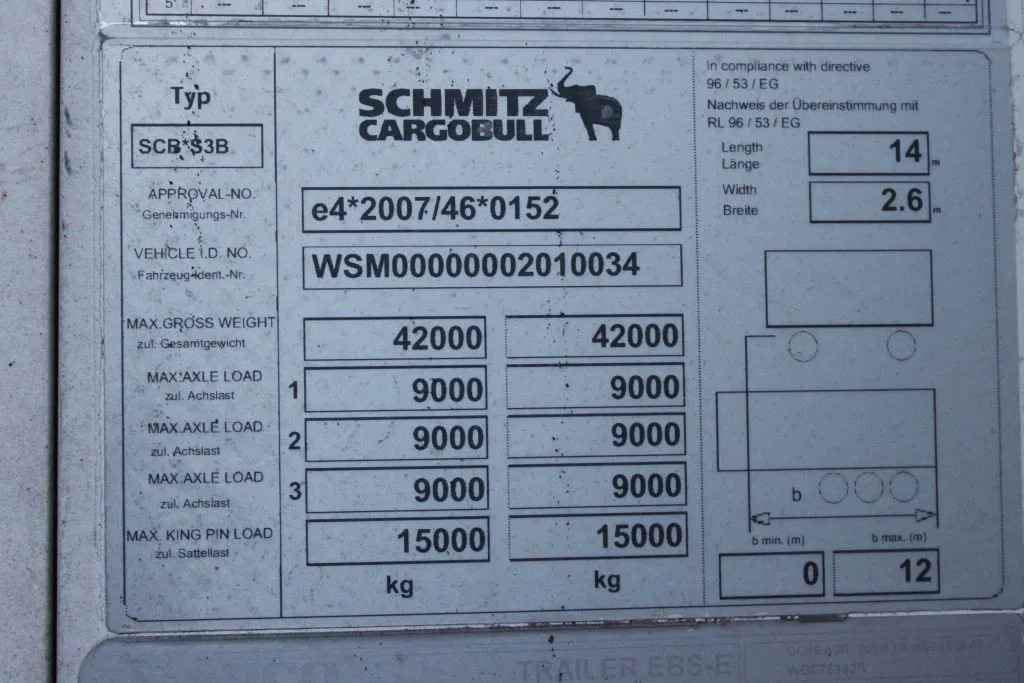 5
Typ
SCB*S3B
SCHMITZ
CARGOBULL
APPROVAL-NO.
Genehmigungs-Nr.
e4*2007/46*0152
VEHICLE I.D. NO.
Fahrzeug-Ident.-Nr.
WSM00000002010034
MAX.GROSS WEIGHT
zul. Gesamtgewicht
42000 42000
MAX.AXLE LOAD
zul. Achslast
1 9000 9000
MAX.AXLE LOAD
zul. Achslast
2 9000 9000
MAX.AXLE LOAD
zul. Achslast
3 9000 9000
MAX. KING PIN LOAD
zul. Sattellast
15000 15000
kg kg
In compliance with directive
96 / 53 / EG
Nachweis der Übereinstimmung mit
RL 96 / 53 / EG
Length
Länge
14 m
Width
Breite
2.6 m
b
b min. (m) b max. (m)
0 12
TRAILER EBS-E